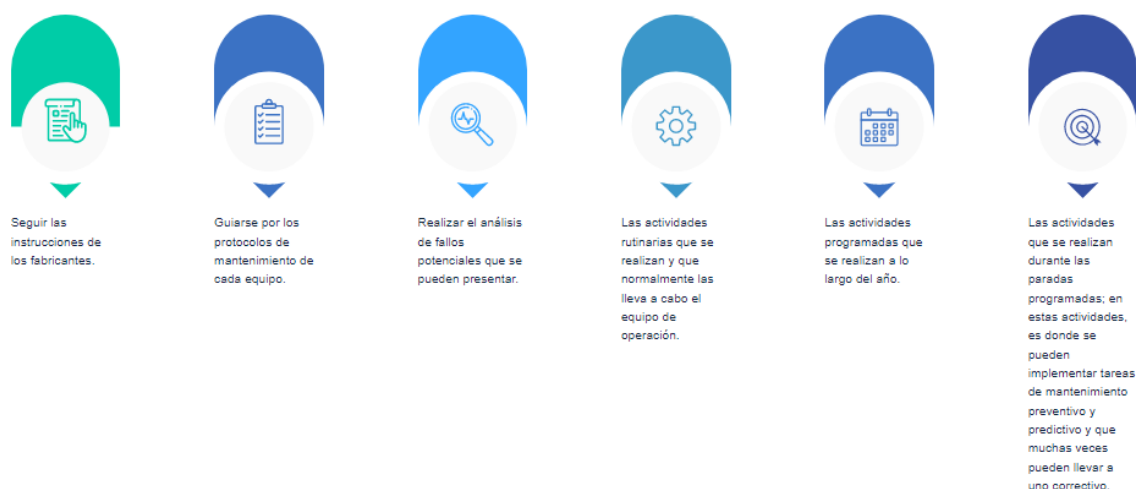 Seguir las
instrucciones de
los fabricantes.
Guiarse por los
protocolos de
mantenimiento de
cada equipo.
Realizar el análisis
de fallos
potenciales que se
pueden presentar.
Las actividades
rutinarias que se
realizan y que
normalmente las
lleva a cabo el
equipo de
operación.
Las actividades
programadas que
se realizan a lo
largo del año.
Las actividades
que se realizan
durante las
paradas
programadas; en
estas actividades,
es donde se
pueden
implementar tareas
de mantenimiento
preventivo y
predictivo y que
muchas veces
pueden llevar a
uno correctivo.